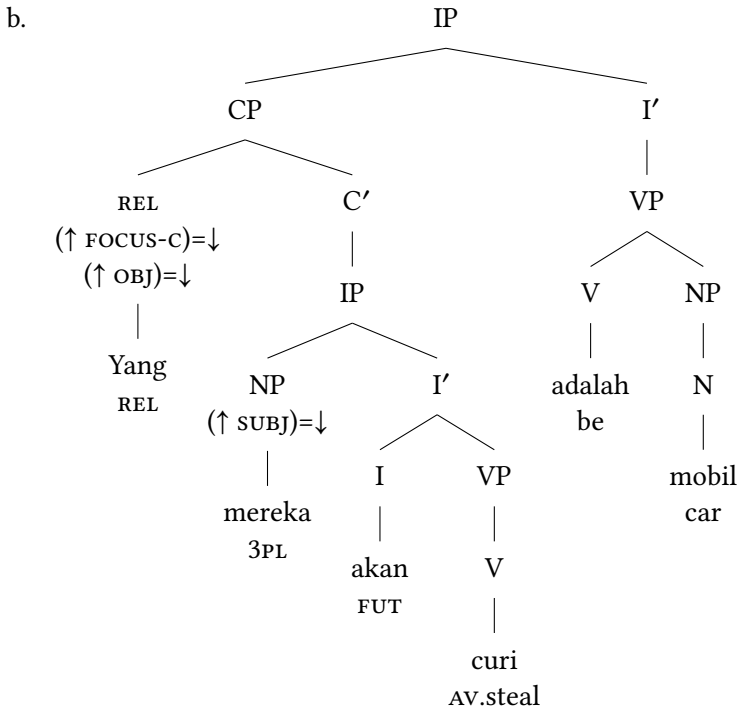 b.
IP
CP I′
REL C′ VP
(↑ FOCUS-C)=↓
(↑ OBJ)=↓
IP V NP
Yang
REL
NP I′ adalah N
(↑ SUBJ)=↓ be
I VP mobil
mereka car
3PL
akan V
FUT
curi
AV.steal